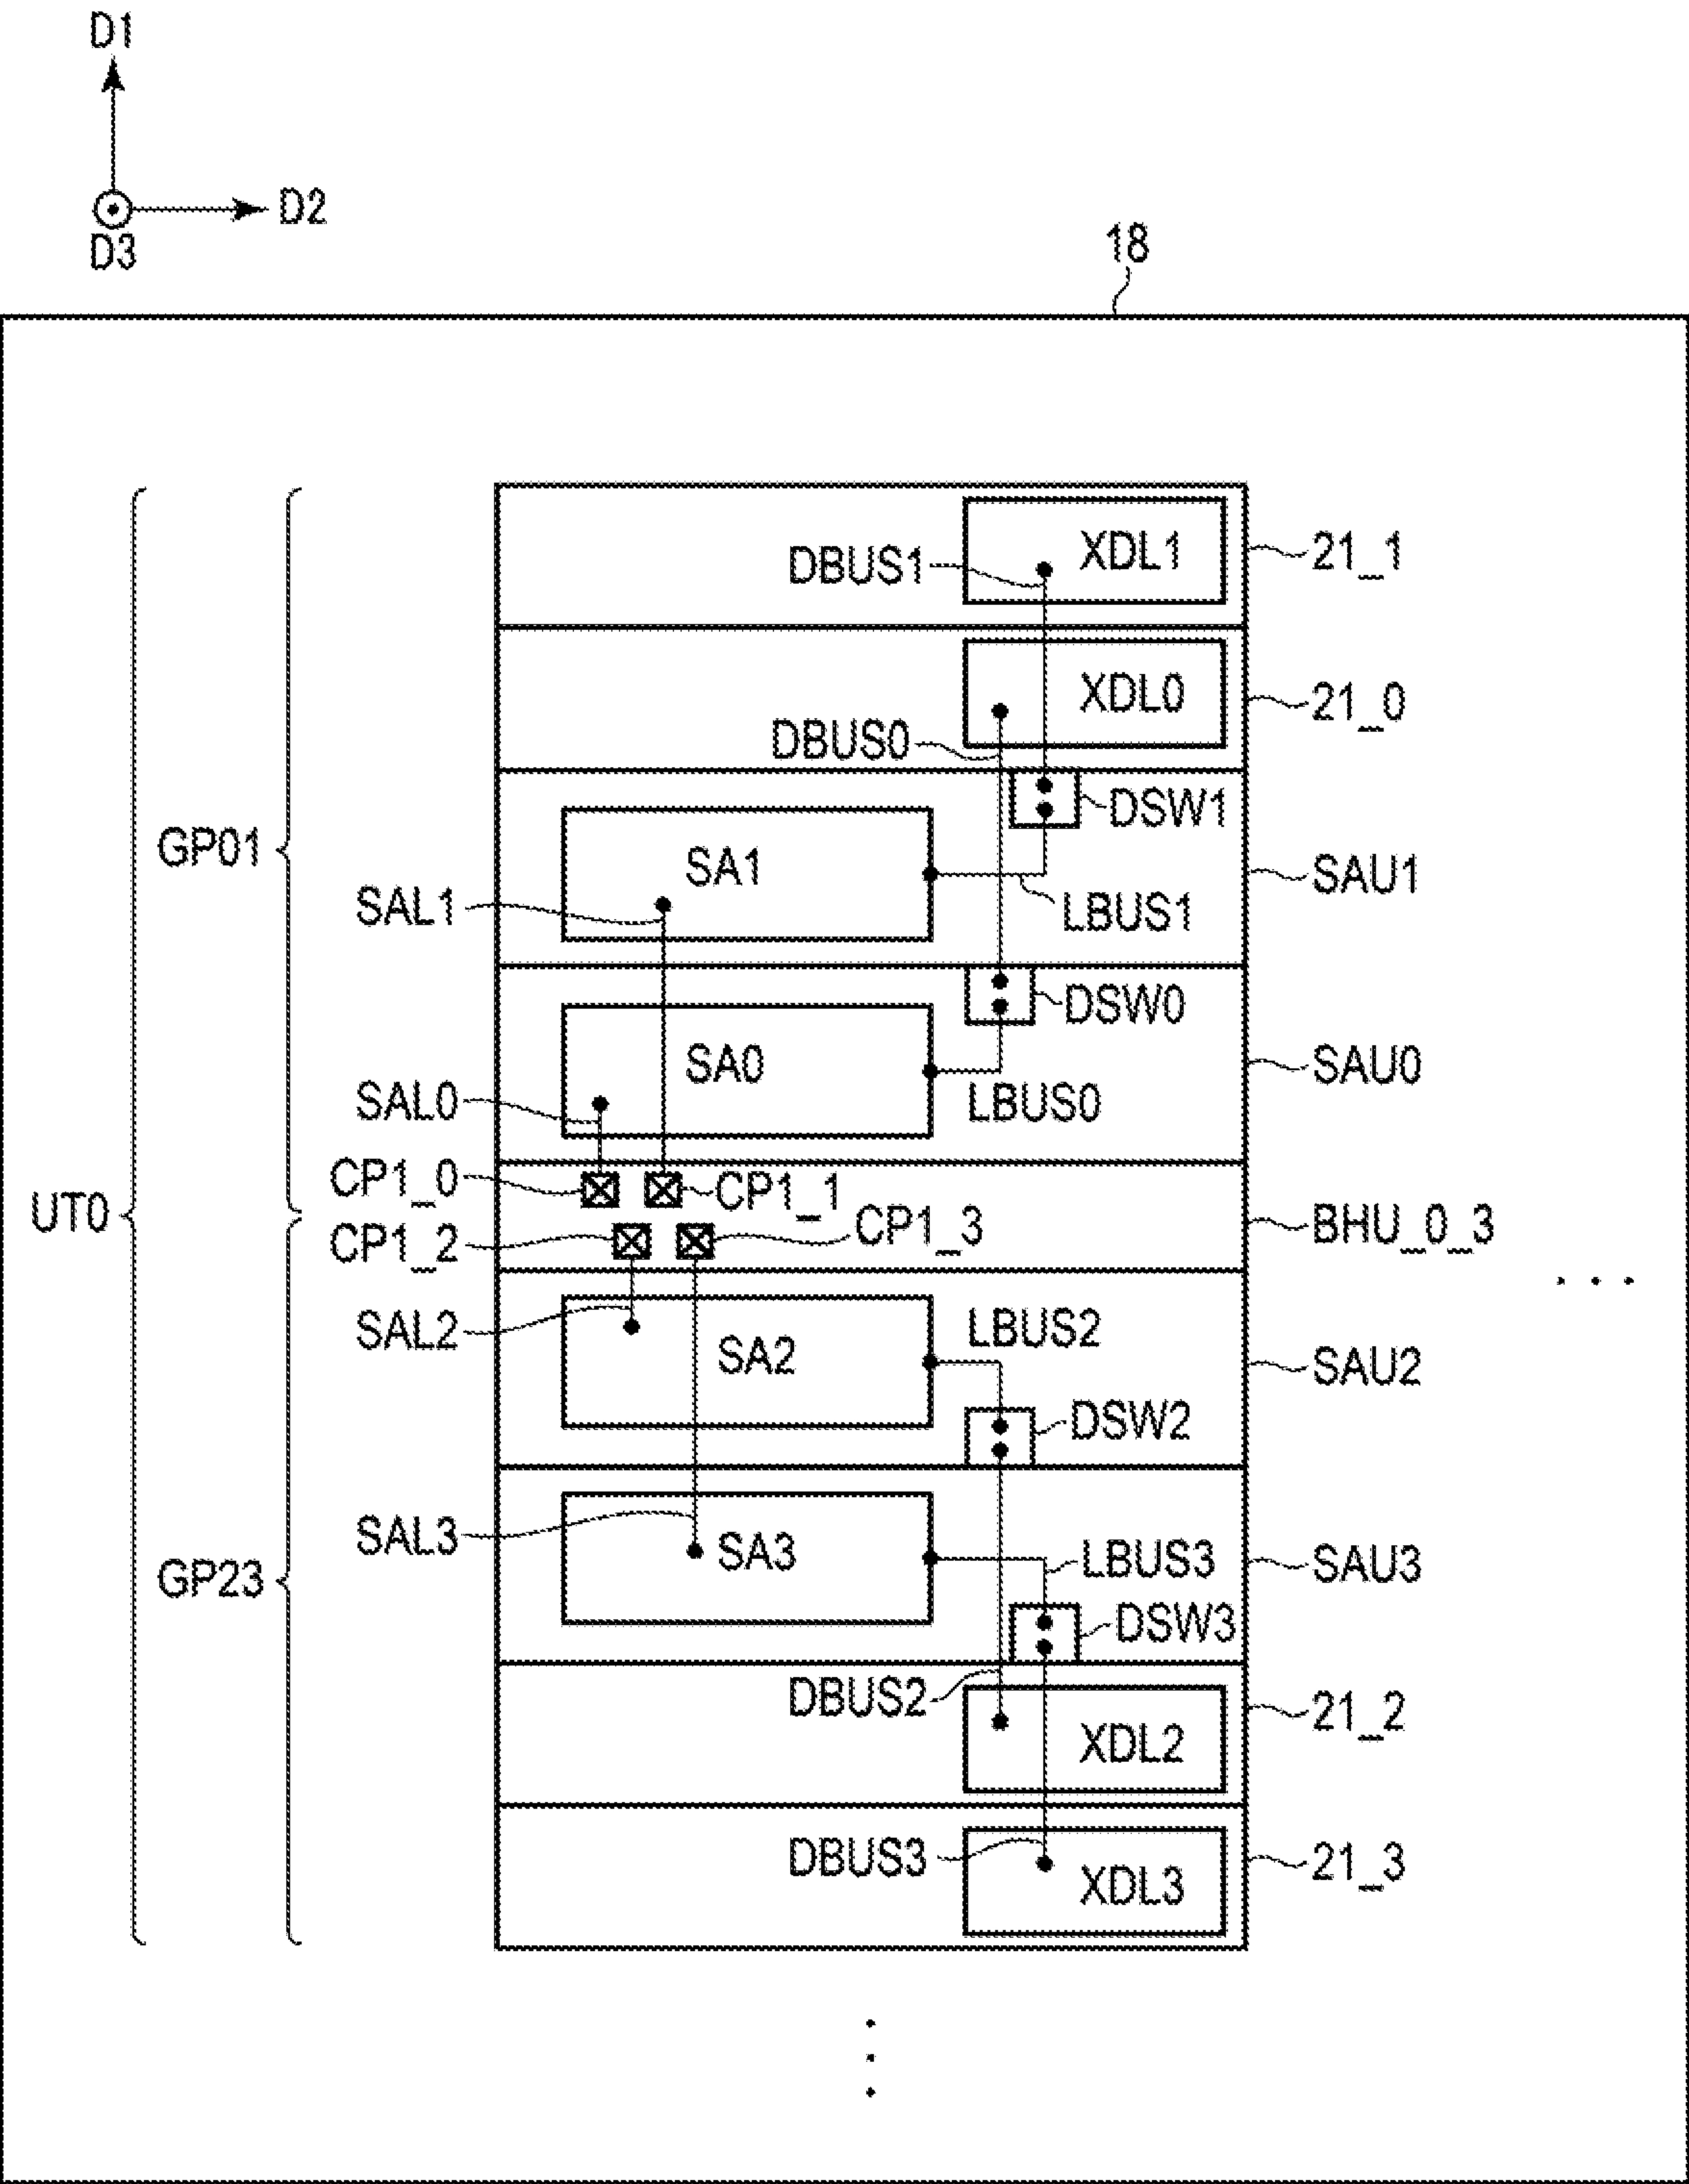 D1
D2
D3
18
XDL1
DBUS1
21_1
XDL0
21_0
DBUS0
DSW1
GP01
SA1
SAU1
SAL1
LBUS1
DSW0
SA0
SAU0
SAL0
LBUS0
CP1_0
CP1_1
UT0
BHU_0_3
CP1_2
CP1_3
SAL2
LBUS2
SA2
SAU2
DSW2
SAL3
SA3
LBUS3
SAU3
GP23
DSW3
DBUS2
21_2
XDL2
DBUS3
21_3
XDL3